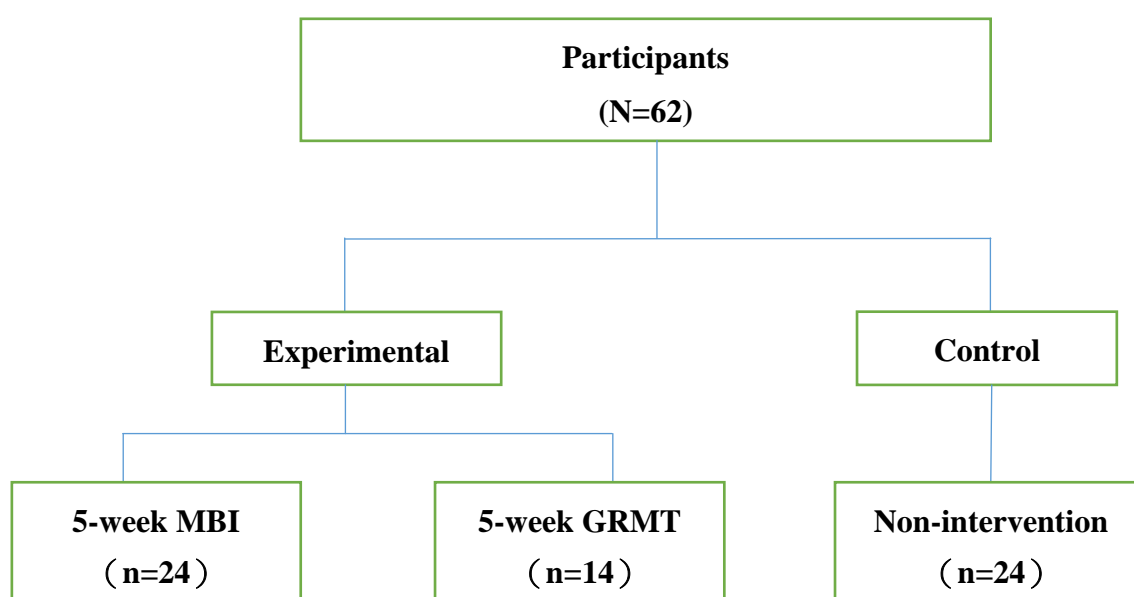 Participants
(N=62)
Experimental
Control
5-week MBI
（n=24）
5-week GRMT
（n=14）
Non-intervention
（n=24）